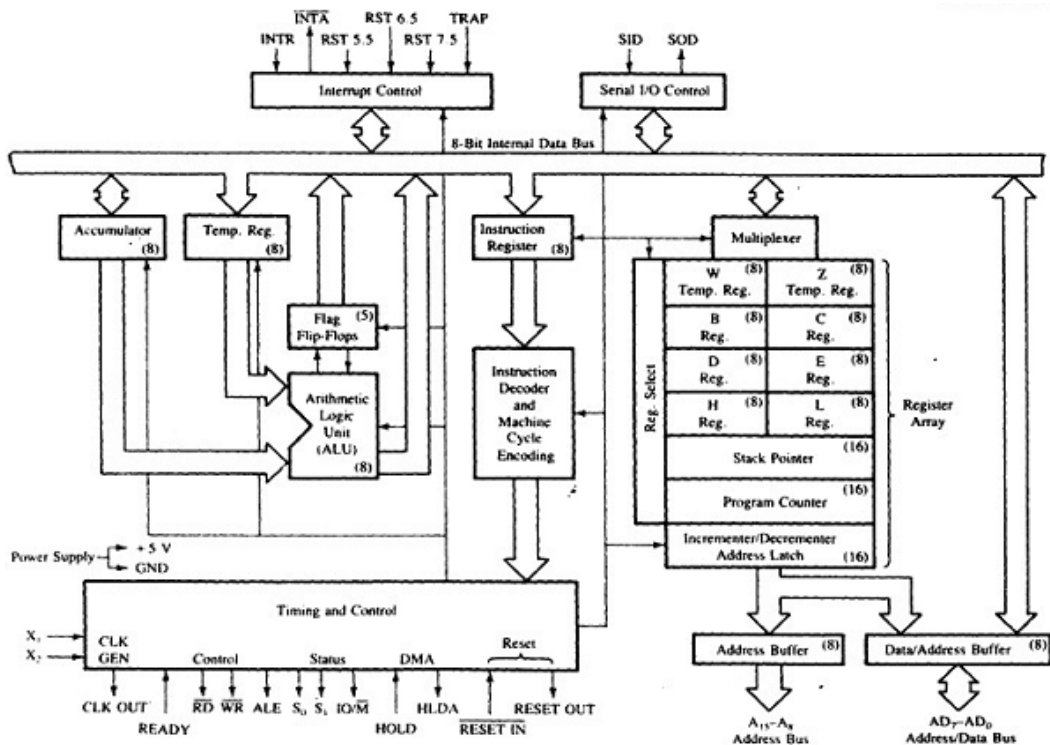 INTA
RST 6.5
TRAP
INTR
RST 5.5
RST 7.5
SID
SOD
Interrupt Control
Serial I/O Control
8-Bit Internal Data Bus
Accumulator
(8)
Temp. Reg.
(8)
Instruction
Register
(8)
Multiplexer
Flag
(5)
Flip-Flops
Arithmetic
Logic
Unit
(ALU)
(8)
Instruction
Decoder
and
Machine
Cycle
Encoding
Reg. Select
W (8)
Temp. Reg.
Z (8)
Temp. Reg.
B (8)
Reg.
C (8)
Reg.
D (8)
Reg.
E (8)
Reg.
H (8)
Reg.
L (8)
Reg.
Stack Pointer (16)
Program Counter (16)
Incrementer/Decrementer
Address Latch (16)
Register
Array
Power Supply
+5 V
GND
Timing and Control
X₁
X₂
CLK
GEN
Control
Status
DMA
Reset
CLK OUT
READY
RD
WR
ALE
S₀
S₁
IO/M
HOLD
HLDA
RESET IN
RESET OUT
Address Buffer (8)
Data/Address Buffer (8)
A₁₅–A₈
Address Bus
AD₇–AD₀
Address/Data Bus